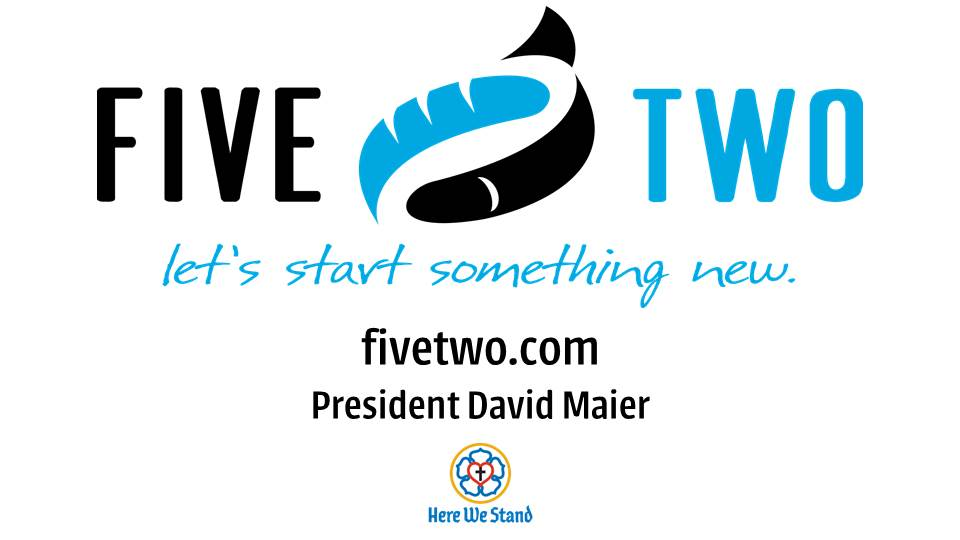 FIVE TWO
let's start something new.
fivetwo.com
President David Maier
Here We Stand